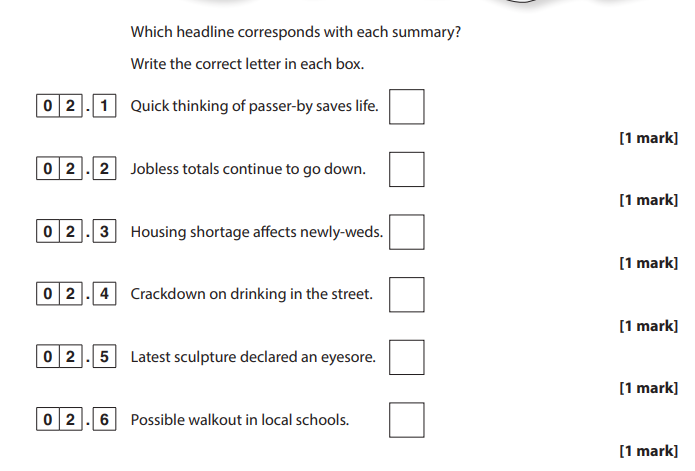 Which headline corresponds with each summary?
Write the correct letter in each box.
0 2 . 1 Quick thinking of passer-by saves life.
[1 mark]
0 2 . 2 Jobless totals continue to go down.
[1 mark]
0 2 . 3 Housing shortage affects newly-weds.
[1 mark]
0 2 . 4 Crackdown on drinking in the street.
[1 mark]
0 2 . 5 Latest sculpture declared an eyesore.
[1 mark]
0 2 . 6 Possible walkout in local schools.
[1 mark]